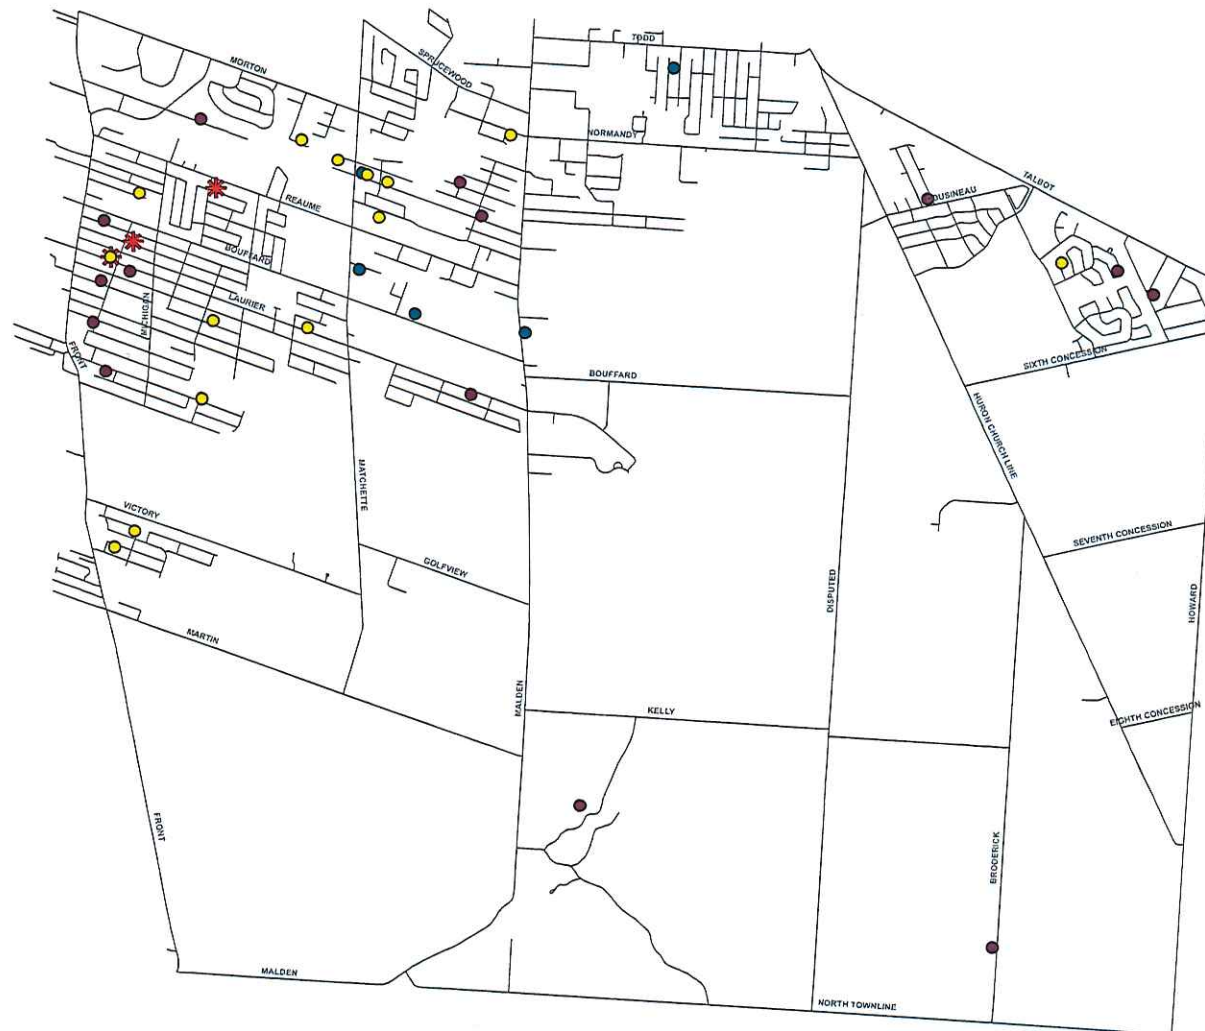 TODD
SPRUCEWOOD
MORTON
NORMANDY
TALBOT
OUSINEAU
REAUME
BOUFFARD
LAURIER
MICHIGAN
FRONT
SIXTH CONCESSION
BOUFFARD
HURON CHURCH LINE
MATCHETTE
VICTORY
SEVENTH CONCESSION
GOLFVIEW
DISPUTED
HOWARD
MARTIN
MALDEN
KELLY
EIGHTH CONCESSION
FRONT
BRODERICK
MALDEN
NORTH TOWNLINE